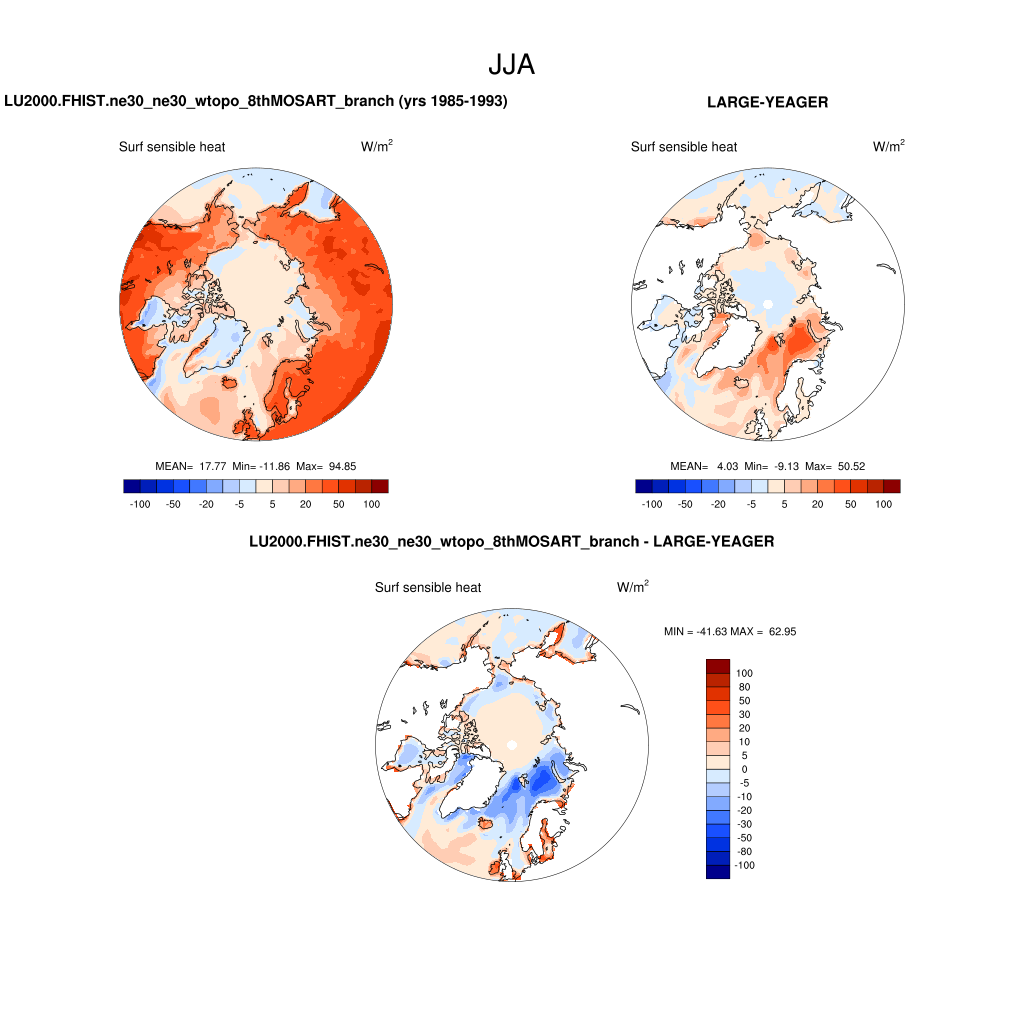 JJA
LU2000.FHIST.ne30_ne30_wtopo_8thMOSART_branch (yrs 1985-1993)
Surf sensible heat W/m2
MEAN= 17.77 Min= -11.86 Max= 94.85
-100 -50 -20 -5 5 20 50 100
LARGE-YEAGER
Surf sensible heat W/m2
MEAN= 4.03 Min= -9.13 Max= 50.52
-100 -50 -20 -5 5 20 50 100
LU2000.FHIST.ne30_ne30_wtopo_8thMOSART_branch - LARGE-YEAGER
Surf sensible heat W/m2
MIN = -41.63 MAX = 62.95
100
80
50
30
20
10
5
0
-5
-10
-20
-30
-50
-80
-100